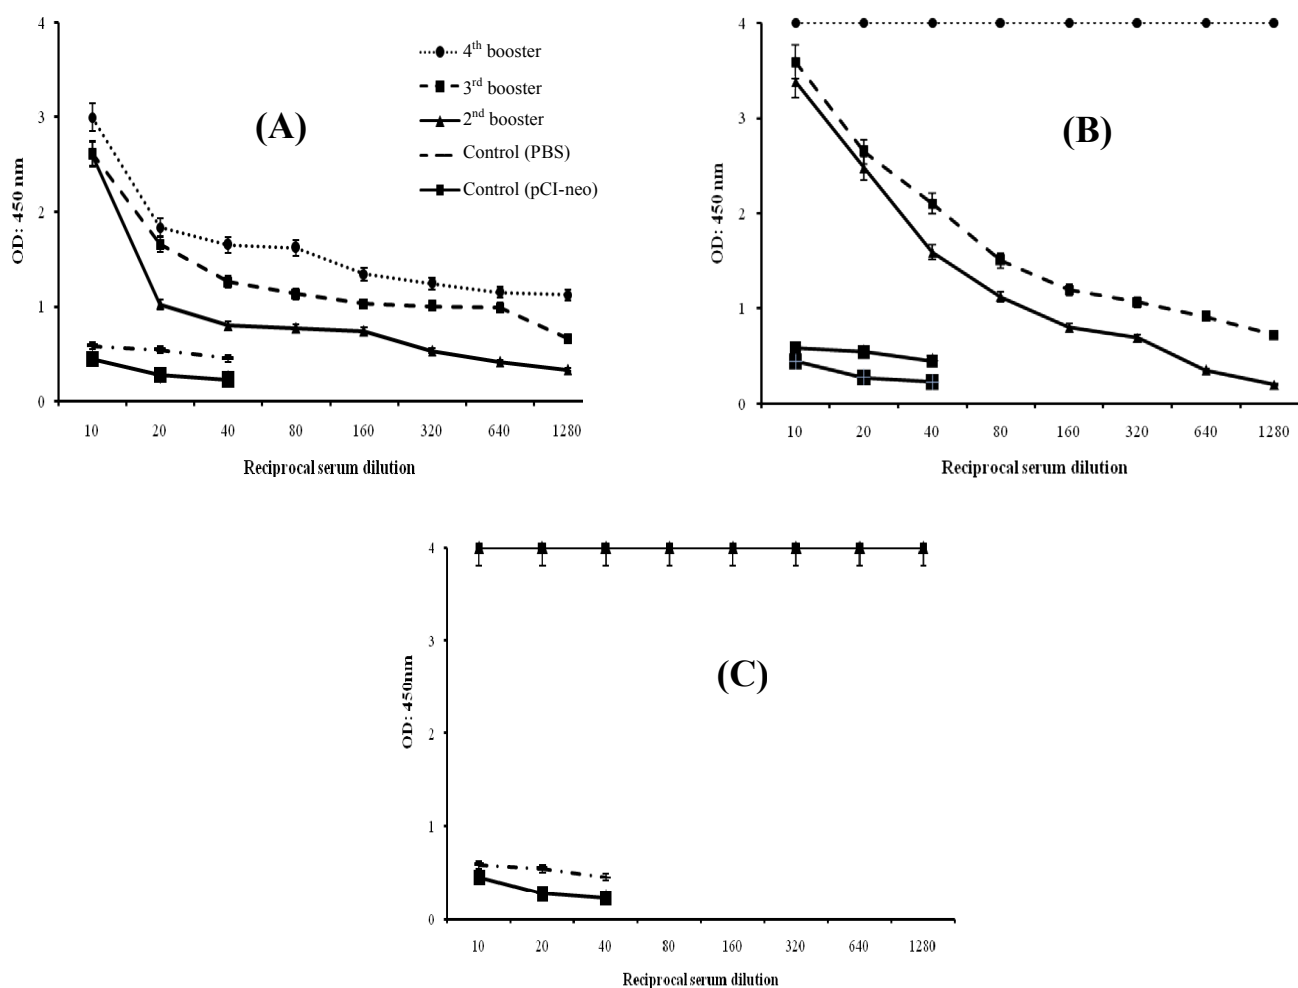 4
3
2
1
0
OD: 450 nm
10 20 40 80 160 320 640 1280
Reciprocal serum dilution
(A)
4th booster
3rd booster
2nd booster
Control (PBS)
Control (pCI-neo)
4
3
2
1
0
OD: 450 nm
10 20 40 80 160 320 640 1280
Reciprocal serum dilution
(B)
4
3
2
1
0
OD: 450nm
10 20 40 80 160 320 640 1280
Reciprocal serum dilution
(C)